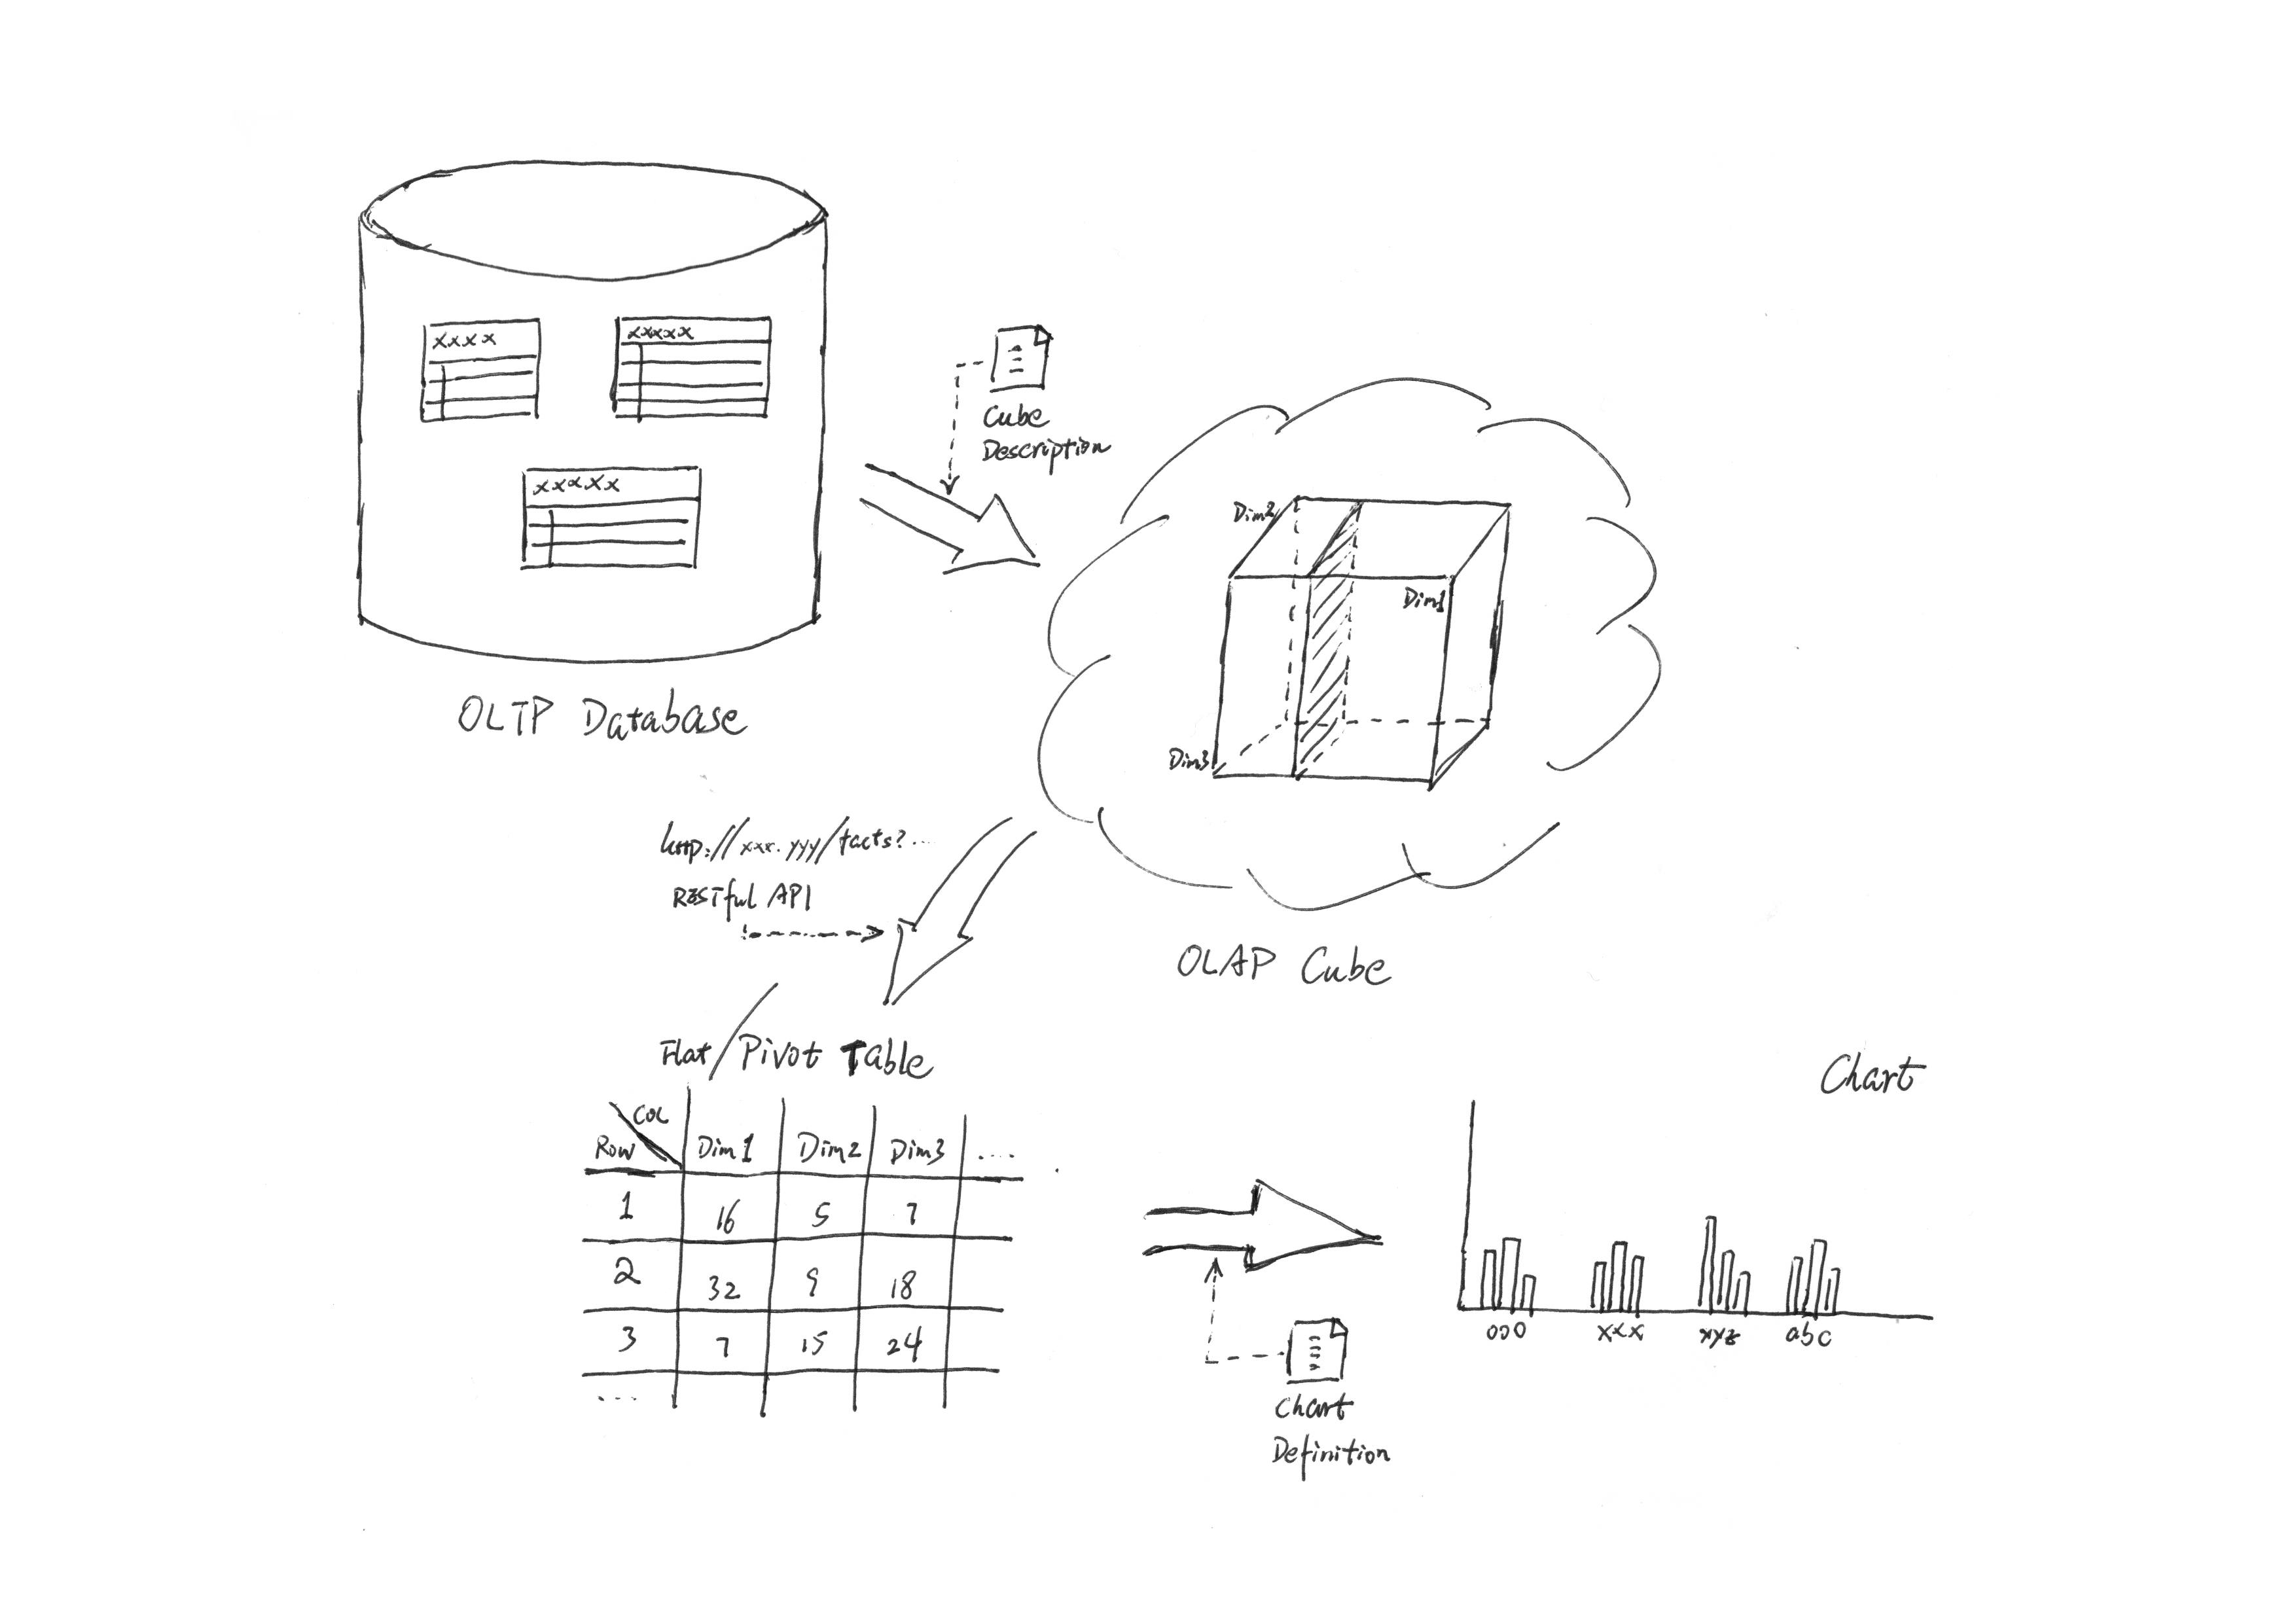 xxxx
xxxxx
xxxxx
Cube
Description
OLTP Database
Dim2
Dim1
Dim3
OLAP Cube
http://xxx.yyy/facts?...
RESTful API
Flat/Pivot Table
COL
Row Dim1 Dim2 Dim3 ....
1 16 5 7
2 32 9 18
3 7 15 24
....
Chart
Definition
Chart
000 xxx xyz abc